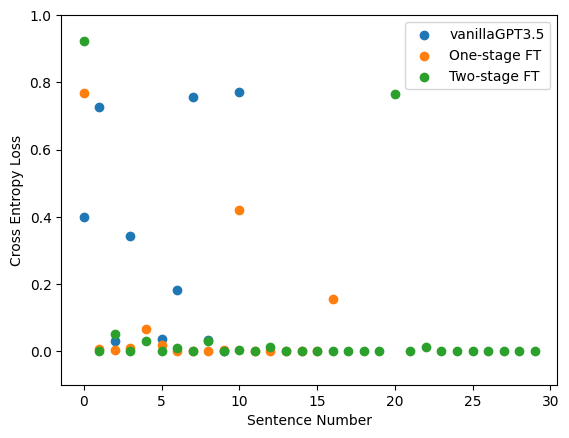 1.0
0.8
0.6
0.4
0.2
0.0
Cross Entropy Loss
vanillaGPT3.5
One-stage FT
Two-stage FT
0 5 10 15 20 25 30
Sentence Number